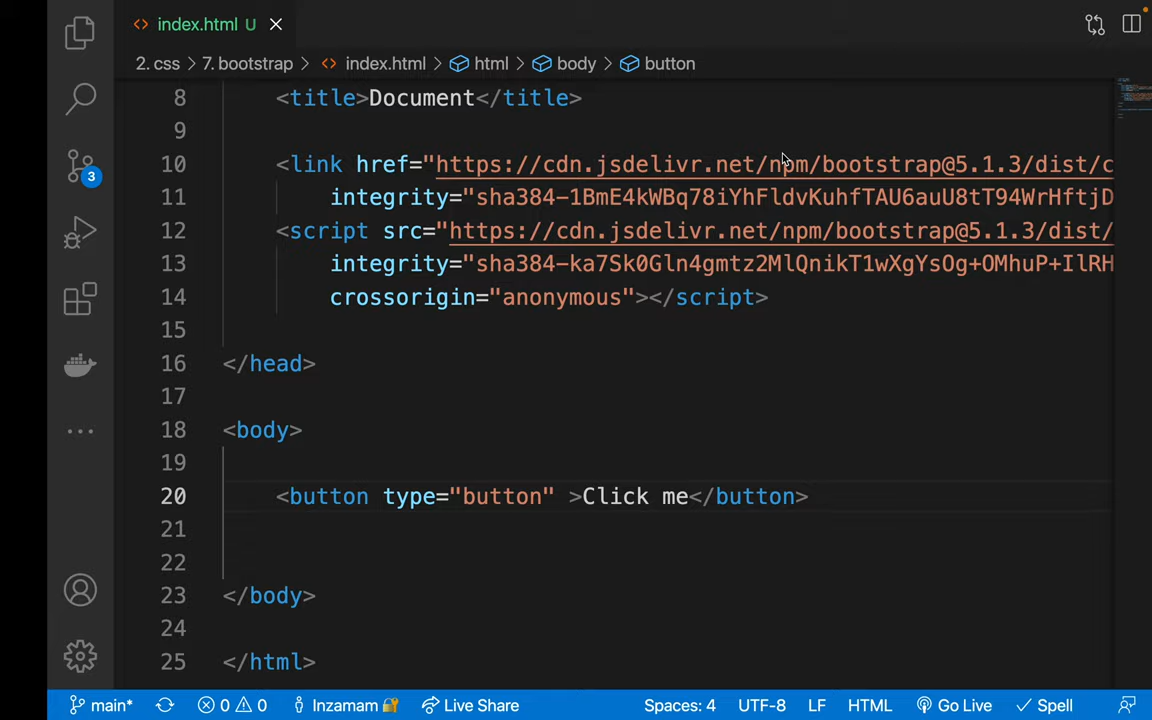 index.html U
2. css > 7. bootstrap > index.html > html > body > button
8 <title>Document</title>
9
10 <link href="https://cdn.jsdelivr.net/npm/bootstrap@5.1.3/dist/c
11 integrity="sha384-1BmE4kWBq78iYhFldvKuhfTAU6auU8tT94WrHftjD
12 <script src="https://cdn.jsdelivr.net/npm/bootstrap@5.1.3/dist/
13 integrity="sha384-ka7Sk0Gln4gmtz2MlQnikT1wXgYsOg+OMhuP+IlRH
14 crossorigin="anonymous"></script>
15
16 </head>
17
18 <body>
19
20 <button type="button" >Click me</button>
21
22
23 </body>
24
25 </html>
3
main* 0 0 Inzamam Live Share Spaces: 4 UTF-8 LF HTML Go Live Spell